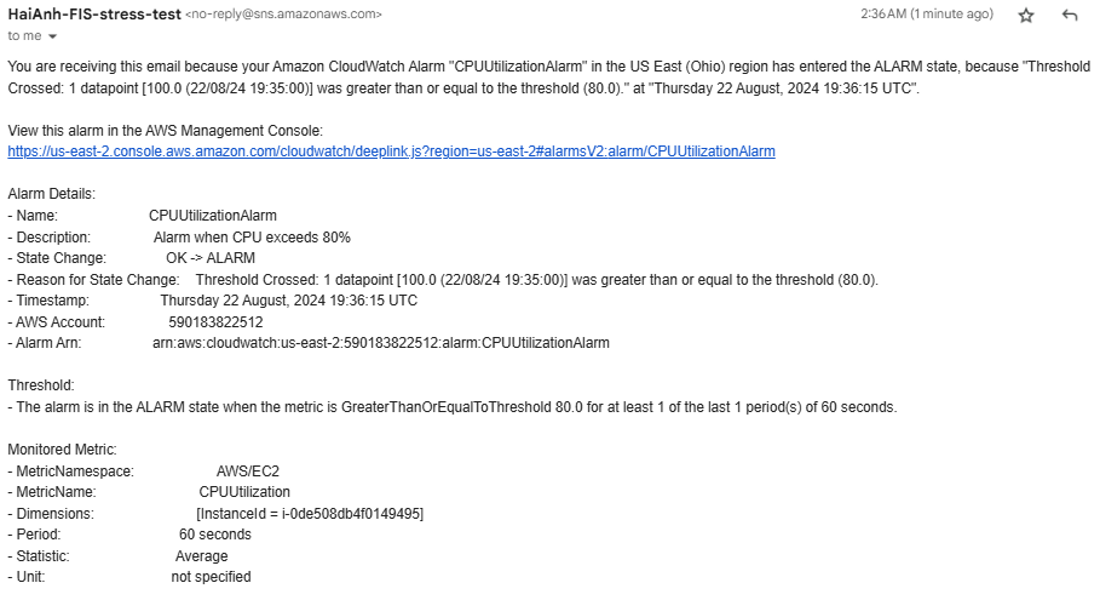 HaiAnh-FIS-stress-test <no-reply@sns.amazonaws.com> 2:36 AM (1 minute ago)
to me
You are receiving this email because your Amazon CloudWatch Alarm "CPUUtilizationAlarm" in the US East (Ohio) region has entered the ALARM state, because "Threshold
Crossed: 1 datapoint [100.0 (22/08/24 19:35:00)] was greater than or equal to the threshold (80.0)." at "Thursday 22 August, 2024 19:36:15 UTC".
View this alarm in the AWS Management Console:
https://us-east-2.console.aws.amazon.com/cloudwatch/deeplink.js?region=us-east-2#alarmsV2:alarm/CPUUtilizationAlarm
Alarm Details:
- Name: CPUUtilizationAlarm
- Description: Alarm when CPU exceeds 80%
- State Change: OK -> ALARM
- Reason for State Change: Threshold Crossed: 1 datapoint [100.0 (22/08/24 19:35:00)] was greater than or equal to the threshold (80.0).
- Timestamp: Thursday 22 August, 2024 19:36:15 UTC
- AWS Account: 590183822512
- Alarm Arn: arn:aws:cloudwatch:us-east-2:590183822512:alarm:CPUUtilizationAlarm
Threshold:
- The alarm is in the ALARM state when the metric is GreaterThanOrEqualToThreshold 80.0 for at least 1 of the last 1 period(s) of 60 seconds.
Monitored Metric:
- MetricNamespace: AWS/EC2
- MetricName: CPUUtilization
- Dimensions: [InstanceId = i-0de508db4f0149495]
- Period: 60 seconds
- Statistic: Average
- Unit: not specified